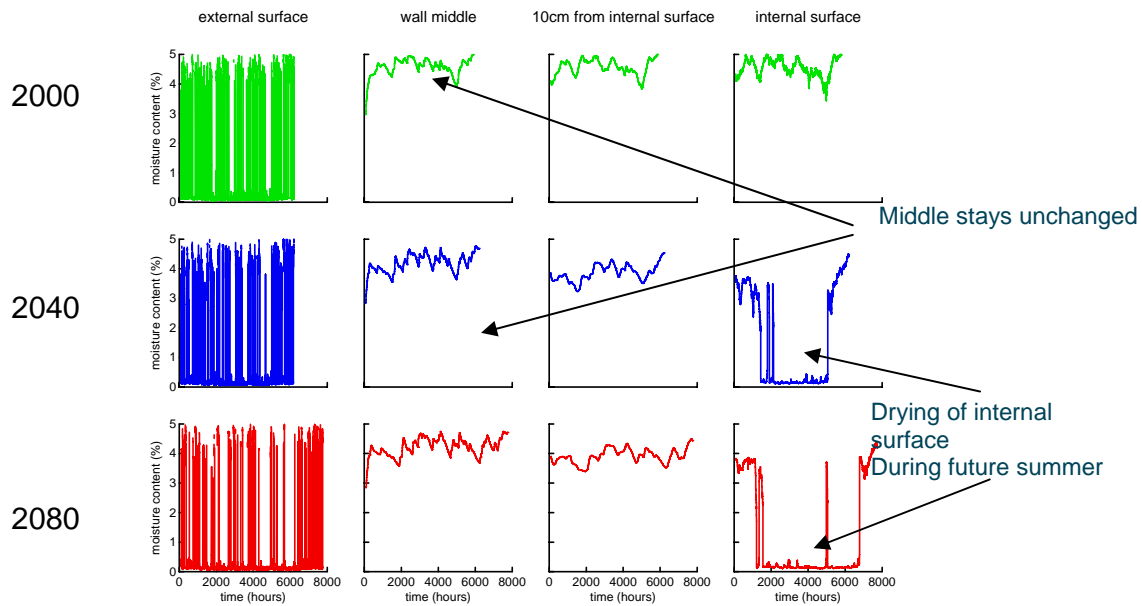 external surface
wall middle
10cm from internal surface
internal surface
2000
moisture content (%)
5
4
3
2
1
0
Middle stays unchanged
2040
moisture content (%)
5
4
3
2
1
0
Drying of internal
surface
During future summer
2080
moisture content (%)
5
4
3
2
1
0
0 2000 4000 6000 8000
0 2000 4000 6000 8000
0 2000 4000 6000 8000
0 2000 4000 6000 8000
time (hours)
time (hours)
time (hours)
time (hours)